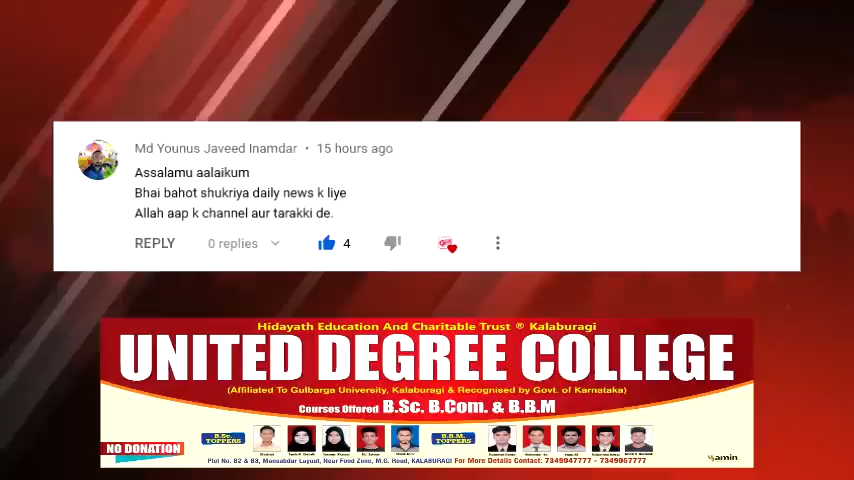 Md Younus Javeed Inamdar • 15 hours ago
Assalamu aalaikum
Bhai bahot shukriya daily news k liye
Allah aap k channel aur tarakki de.
REPLY 0 replies 4
Hidayath Education And Charitable Trust ® Kalaburagi
UNITED DEGREE COLLEGE
(Affiliated To Gulbarga University, Kalaburagi & Recognised by Govt. of Karnataka)
Courses Offered B.Sc. B.Com. & B.B.M
B.Sc. TOPPERS
B.B.M. TOPPERS
NO DONATION
Plot No. B2 & B3, Mansabdar Layout, Near Food Zone, M.G. Road, KALABURAGI For More Details Contact: 7349047777 - 7349057777
yamin